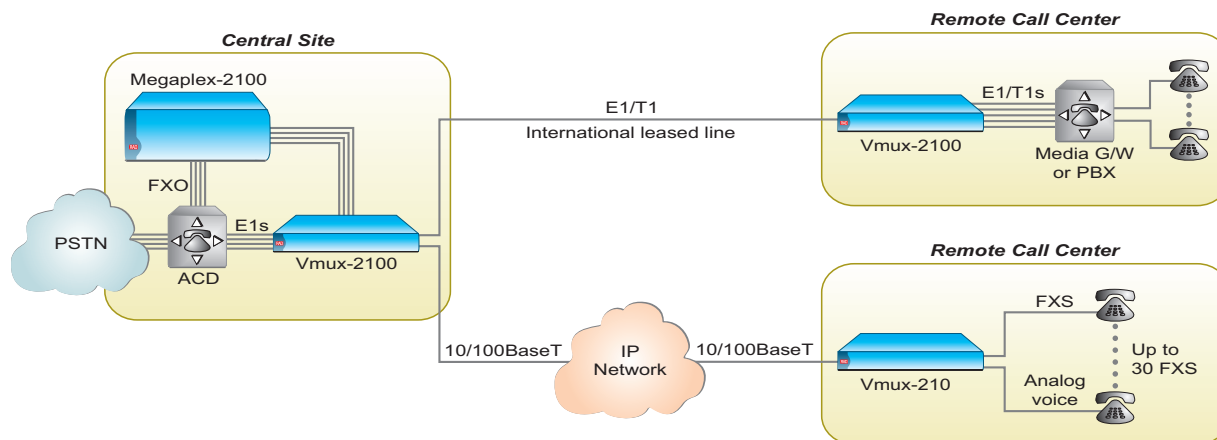 Central Site
Megaplex-2100
FXO
PSTN
ACD
E1s
Vmux-2100
E1/T1
International leased line
10/100BaseT
IP
Network
10/100BaseT
Remote Call Center
Vmux-2100
E1/T1s
Media G/W
or PBX
Remote Call Center
Vmux-210
FXS
Analog
voice
Up to
30 FXS